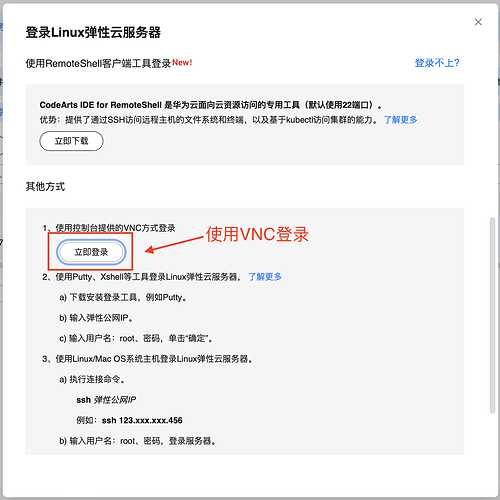 登录Linux弹性云服务器
使用RemoteShell客户端工具登录New!
登录不上?
CodeArts IDE for RemoteShell 是华为云面向云资源访问的专用工具（默认使用22端口）。
优势：提供了通过SSH访问远程主机的文件系统和终端，以及基于kubectl访问集群的能力。 了解更多
立即下载
其他方式
1、使用控制台提供的VNC方式登录
使用VNC登录
立即登录
2、使用Putty、Xshell等工具登录Linux弹性云服务器， 了解更多
a) 下载安装登录工具，例如Putty。
b) 输入弹性公网IP。
c) 输入用户名：root、密码，单击“确定”。
3、使用Linux/Mac OS系统主机登录Linux弹性云服务器。
a) 执行连接命令。
ssh 弹性公网IP
例如：ssh 123.xxx.xxx.456
b) 输入用户名：root、密码，登录服务器。